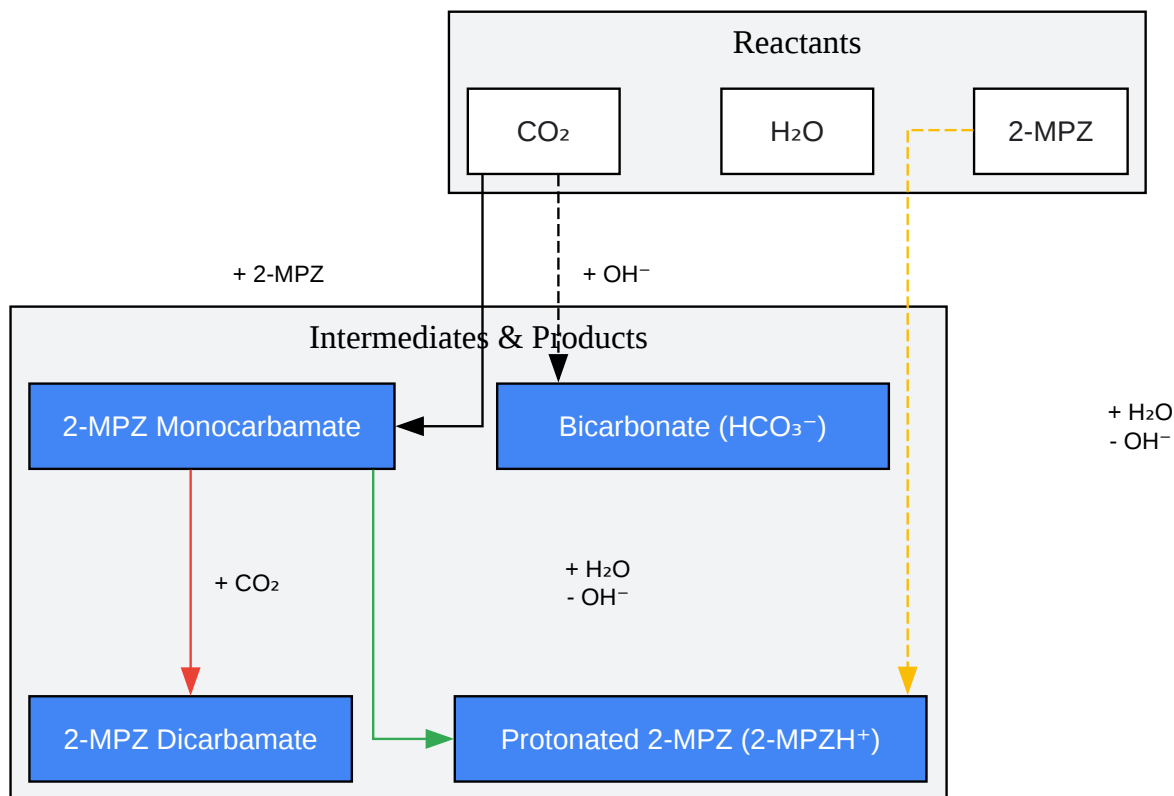 Reactants
CO₂
H₂O
2-MPZ
+ 2-MPZ
+ OH⁻
Intermediates & Products
2-MPZ Monocarbamate
Bicarbonate (HCO₃⁻)
+ H₂O
- OH⁻
+ CO₂
+ H₂O
- OH⁻
2-MPZ Dicarbamate
Protonated 2-MPZ (2-MPZH⁺)